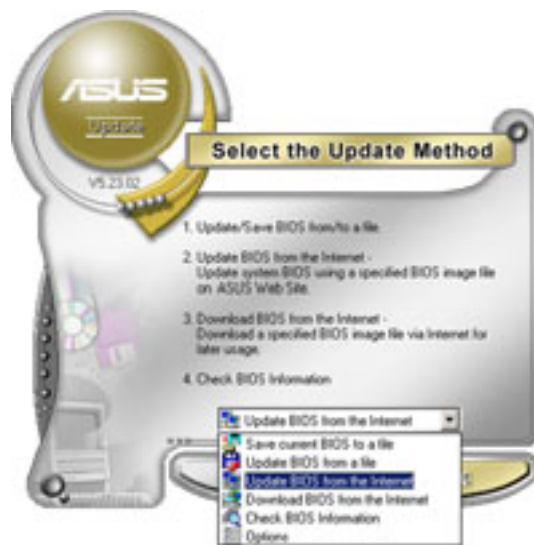 ASUS
Update
V5.23.02
Select the Update Method
1. Update/Save BIOS from/to a file.
2. Update BIOS from the Internet -
Update system BIOS using a specified BIOS image file
on ASUS Web Site.
3. Download BIOS from the Internet -
Download a specified BIOS image file via Internet for
later usage.
4. Check BIOS Information
Update BIOS from the Internet
Save current BIOS to a file
Update BIOS from a file
Update BIOS from the Internet
Download BIOS from the Internet
Check BIOS Information
Options